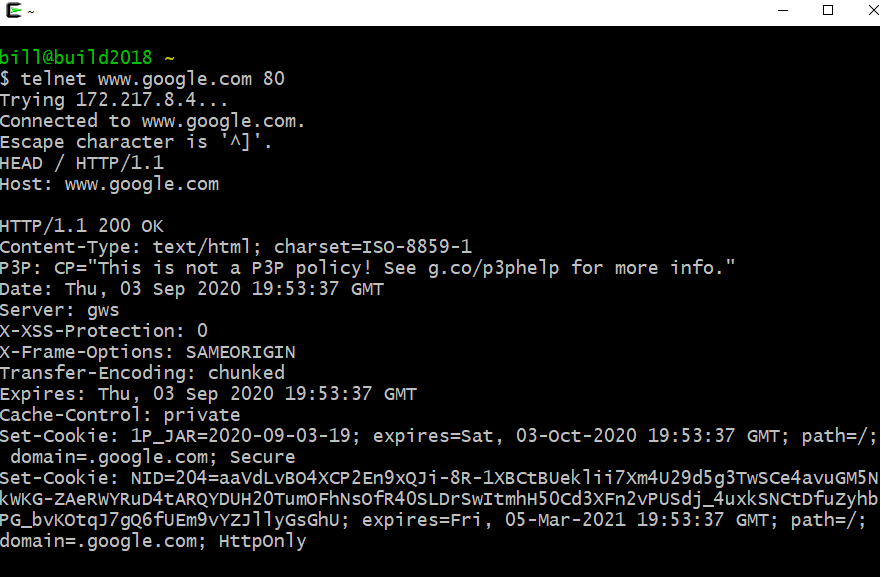 ~
bill@build2018 ~
$ telnet www.google.com 80
Trying 172.217.8.4...
Connected to www.google.com.
Escape character is '^]'.
HEAD / HTTP/1.1
Host: www.google.com

HTTP/1.1 200 OK
Content-Type: text/html; charset=ISO-8859-1
P3P: CP="This is not a P3P policy! See g.co/p3phelp for more info."
Date: Thu, 03 Sep 2020 19:53:37 GMT
Server: gws
X-XSS-Protection: 0
X-Frame-Options: SAMEORIGIN
Transfer-Encoding: chunked
Expires: Thu, 03 Sep 2020 19:53:37 GMT
Cache-Control: private
Set-Cookie: 1P_JAR=2020-09-03-19; expires=Sat, 03-Oct-2020 19:53:37 GMT; path=/;
 domain=.google.com; Secure
Set-Cookie: NID=204=aaVdLvBO4XCP2En9xQJi-8R-1XBCtBUeklii7Xm4U29d5g3TwSCe4avuGM5N
kWKG-ZAeRWYRuD4tARQYDUH20TumOFhNsOfR40SLDrSwItmhH50Cd3XFn2vPUSdj_4uxkSNCtDfuZyhb
PG_bvKOtqJ7gQ6fUEm9vYZJllyGsGhU; expires=Fri, 05-Mar-2021 19:53:37 GMT; path=/;
domain=.google.com; HttpOnly